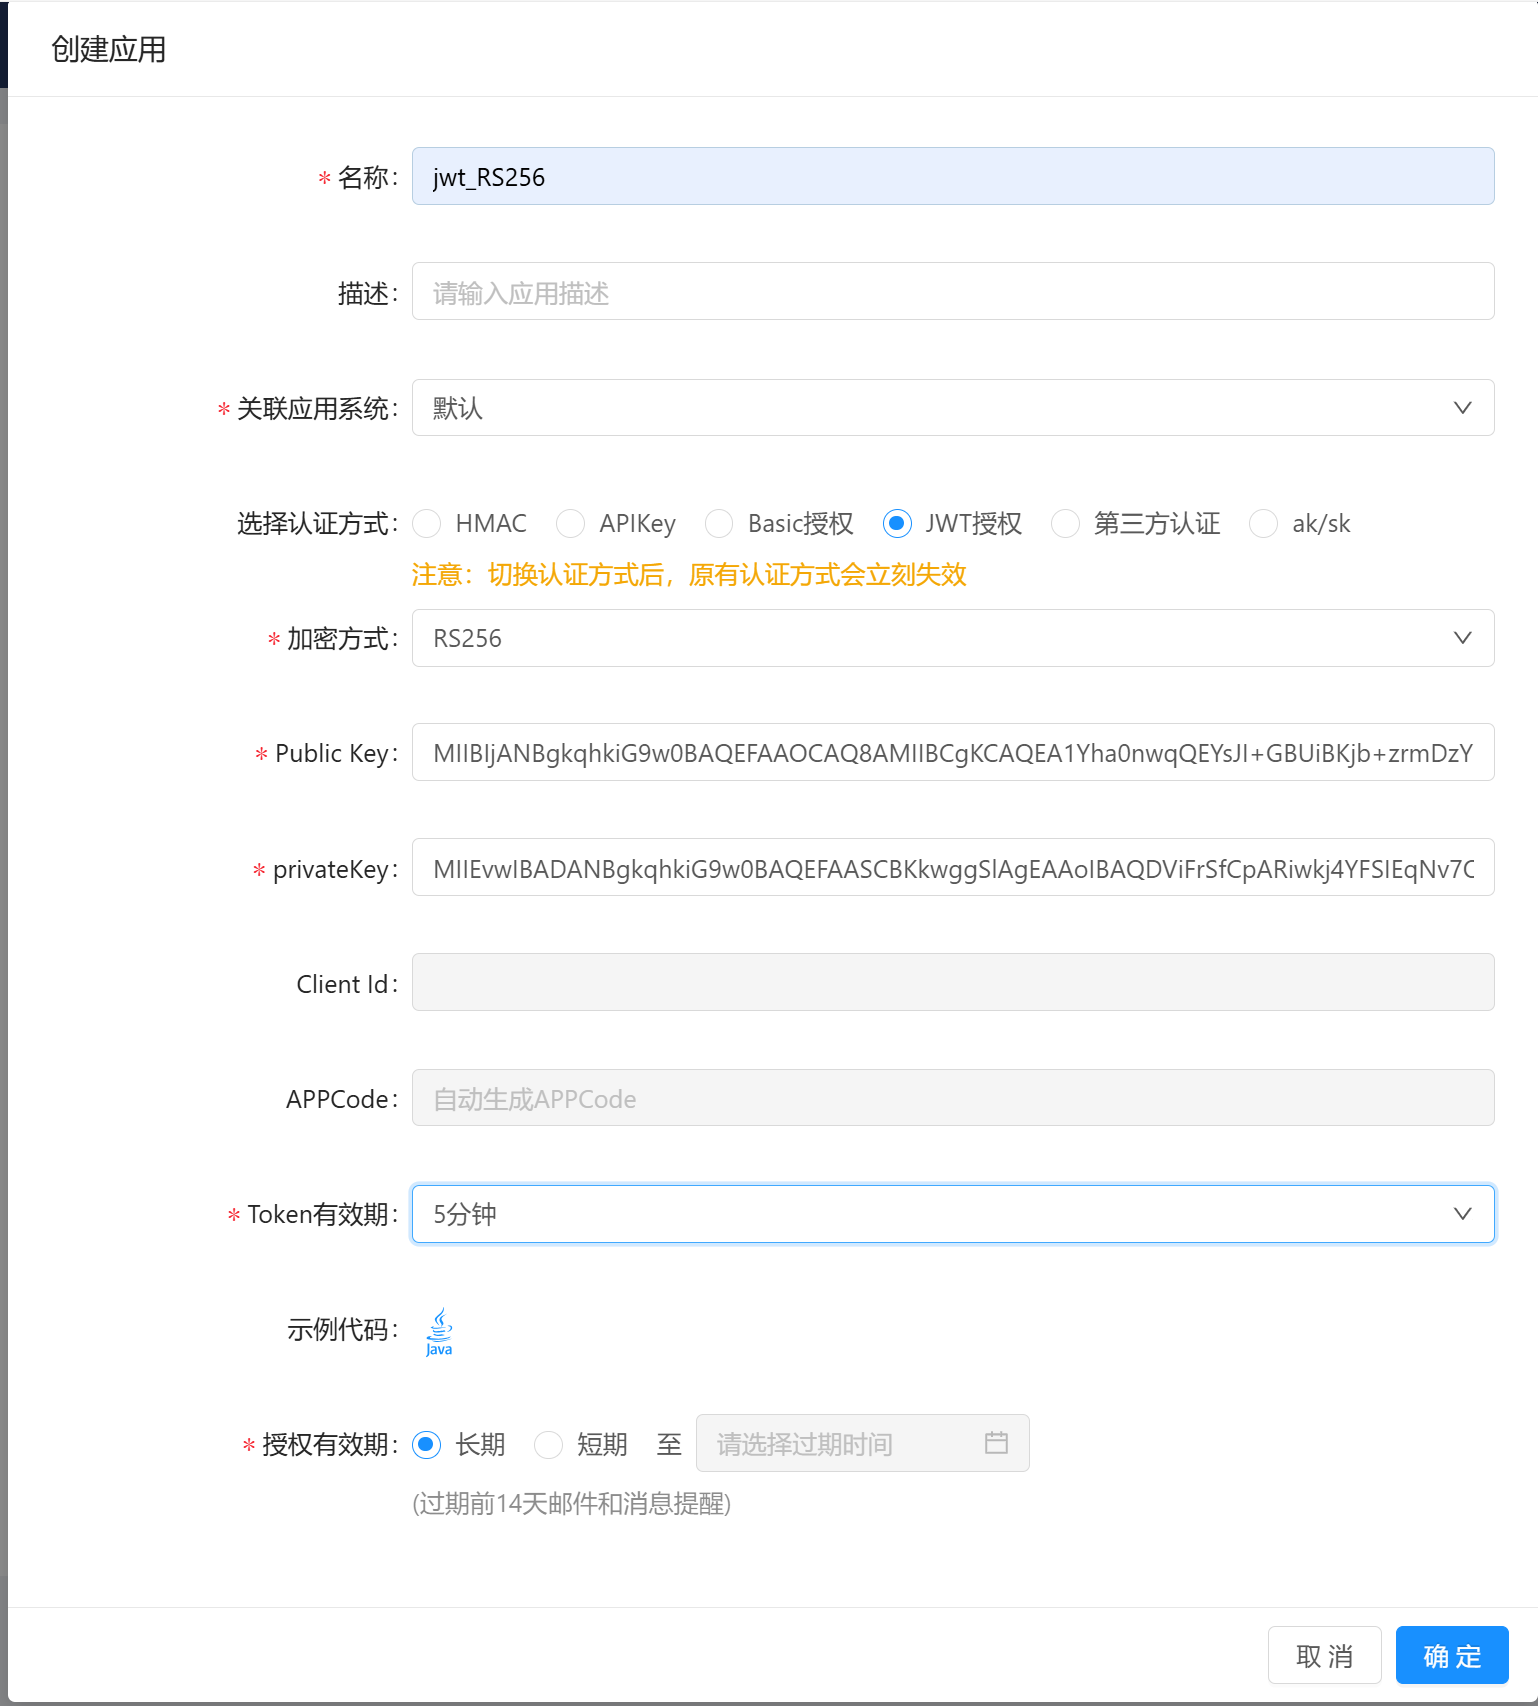 创建应用
* 名称: jwt_RS256
描述: 请输入应用描述
* 关联应用系统: 默认
选择认证方式: HMAC APIKey Basic授权 JWT授权 第三方认证 ak/sk
注意：切换认证方式后，原有认证方式会立刻失效
* 加密方式: RS256
* Public Key: MIIBIjANBgkqhkiG9w0BAQEFAAOCAQ8AMIIBCgKCAQEA1Yha0nwqQEYsJI+GBUiBKjb+zrmDzY
* privateKey: MIIEvwIBADANBgkqhkiG9w0BAQEFAASCBKkwggSlAgEAAoIBAQDViFrSfCpARiwkj4YFSIEqNv7C
Client Id:
APPCode: 自动生成APPCode
* Token有效期: 5分钟
示例代码: Java
* 授权有效期: 长期 短期 至 请选择过期时间
(过期前14天邮件和消息提醒)
取 消 确 定